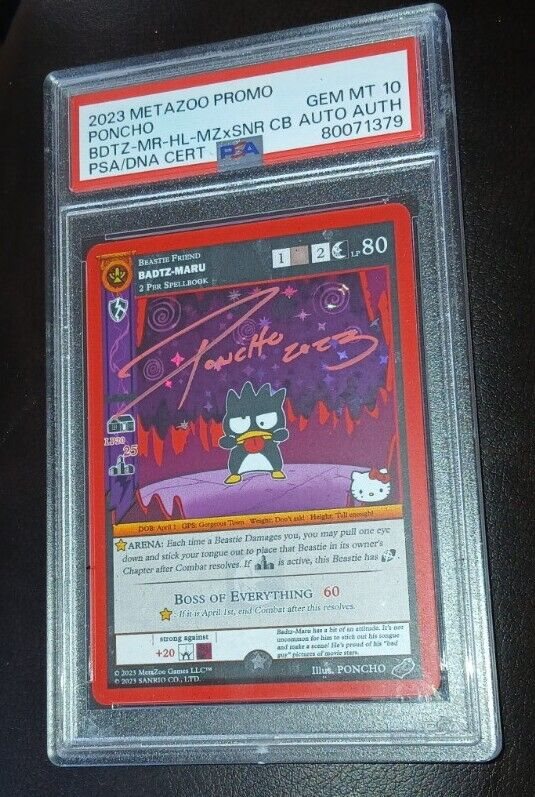 2023 METAZOO PROMO
PONCHO GEM MT 10
BDTZ-MR-HL-MZxSNR CB AUTO AUTH
PSA/DNA CERT PSA 80071379
BEASTIE FRIEND
BADTZ-MARU
2 PER SPELLBOOK
1 2 LP 80
PONCHO 2023
LP20
25
DOB: April 1 GPS: Gorgeous Town Weight: Don't ask! Height: Tall enough!
ARENA: Each time a Beastie Damages you, you may pull one eye
down and stick your tongue out to place that Beastie in its owner's
Chapter after Combat resolves. If is active, this Beastie has
BOSS OF EVERYTHING 60
If it is April 1st, end Combat after this resolves.
strong against
+20
Badtz-Maru has a bit of an attitude. It's not
uncommon for him to stick out his tongue
and make a scene! He's proud of his "bad
guy" pictures of movie stars.
© 2023 MetaZoo Games LLC™
© 2023 SANRIO CO., LTD.
Illus. PONCHO